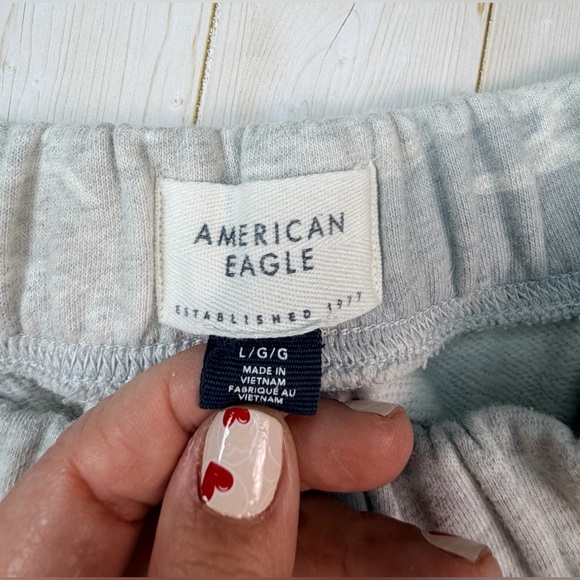 AMERICAN
EAGLE
ESTABLISHED 1977
L/G/G
MADE IN
VIETNAM
FABRIQUÉ AU
VIETNAM